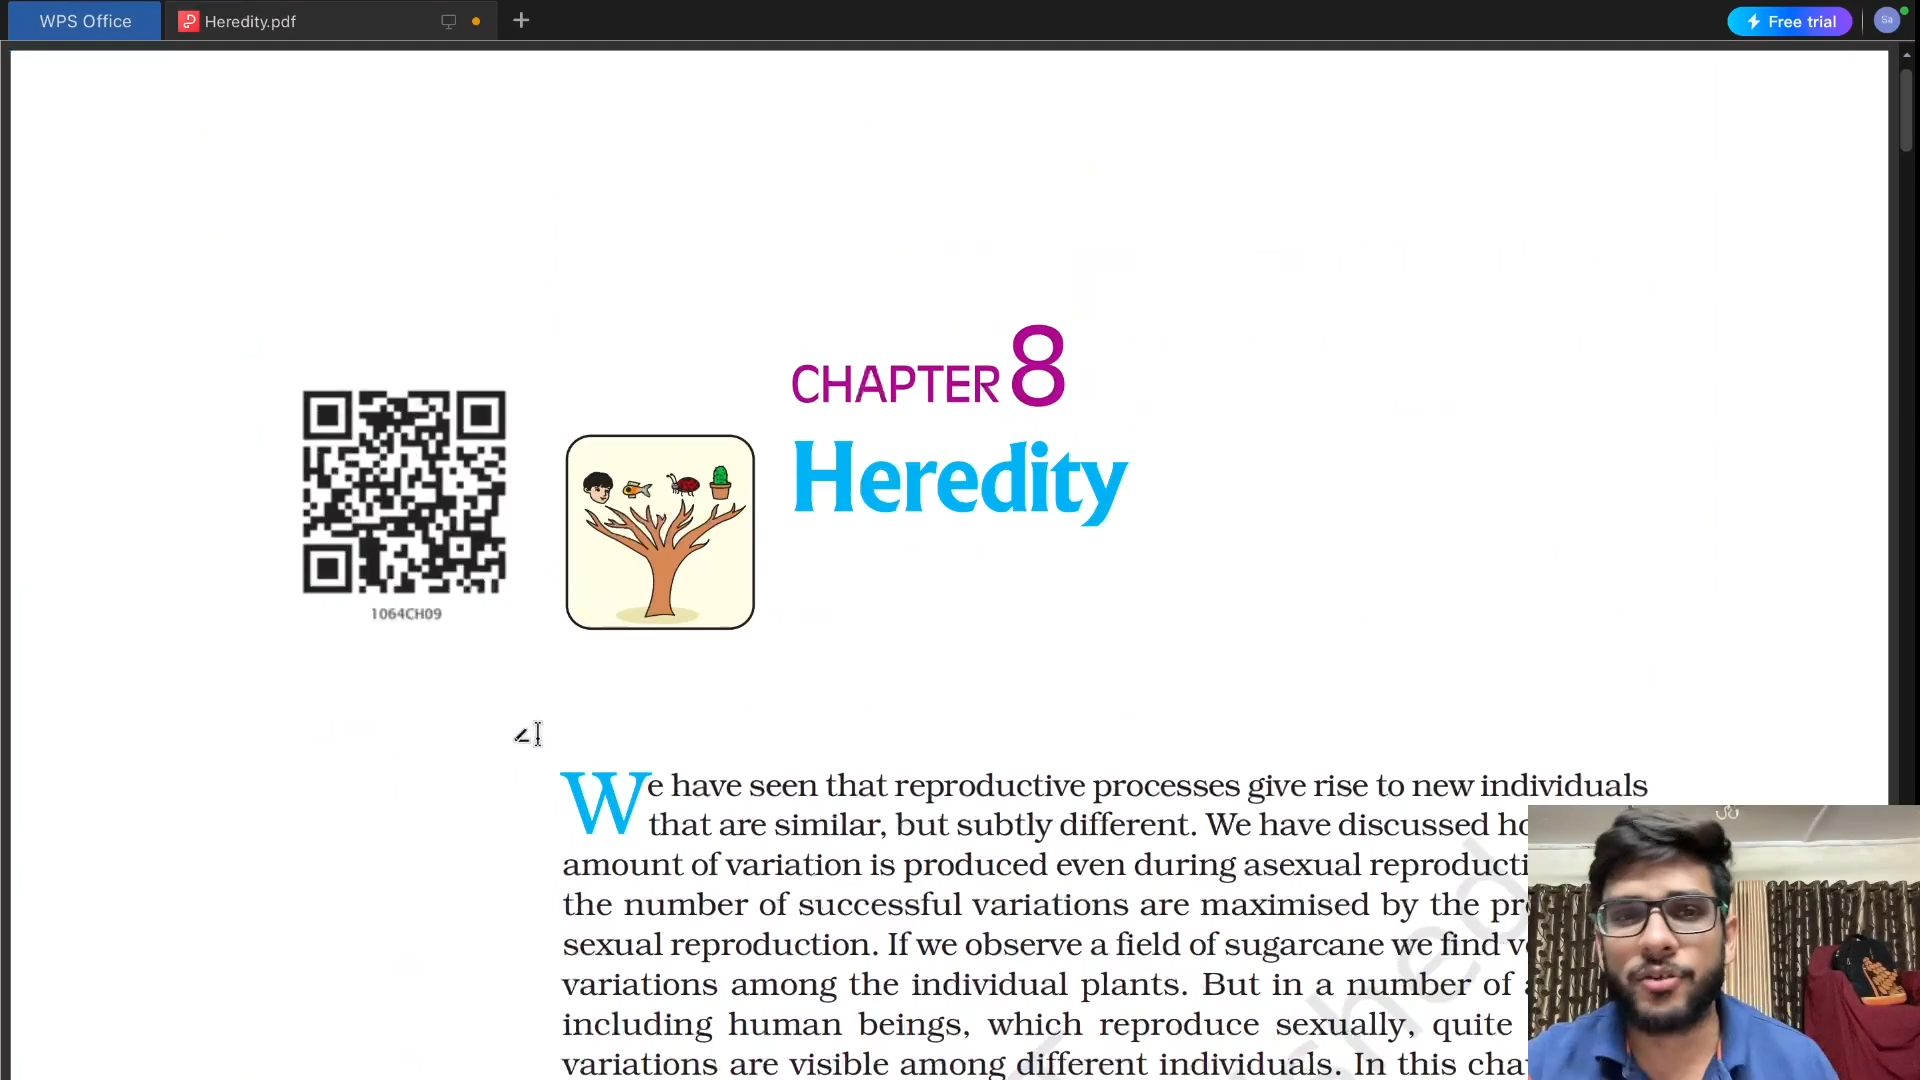 WPS Office
Heredity.pdf
Free trial
Sa
CHAPTER 8
Heredity
1064CH09
We have seen that reproductive processes give rise to new individuals
that are similar, but subtly different. We have discussed
amount of variation is produced even during asexual
the number of successful variations are maximised by the
sexual reproduction. If we observe a field of sugarcane we find
variations among the individual plants. But in a number of
including human beings, which reproduce sexually, quite
variations are visible among different individuals. In this